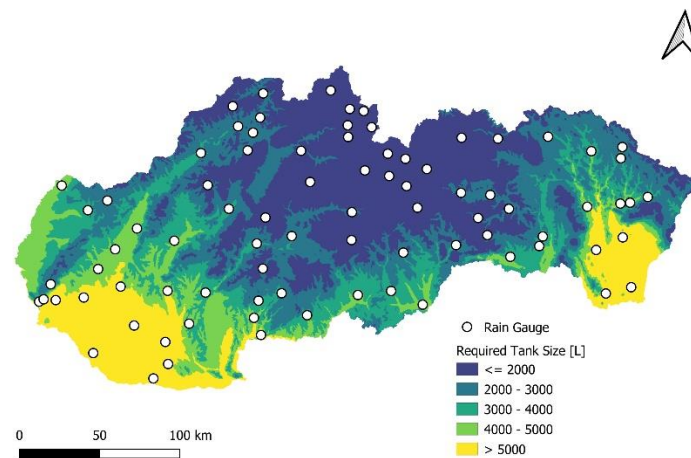 Rain Gauge
Required Tank Size [L]
<= 2000
2000 - 3000
3000 - 4000
4000 - 5000
> 5000
0 50 100 km